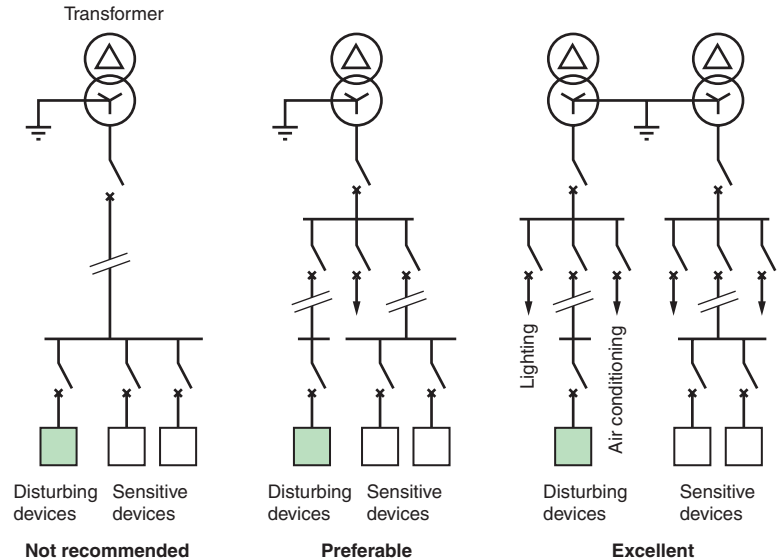 Transformer
Lighting
Air conditioning
Disturbing
devices
Sensitive
devices
Disturbing
devices
Sensitive
devices
Disturbing
devices
Sensitive
devices
Not recommended
Preferable
Excellent